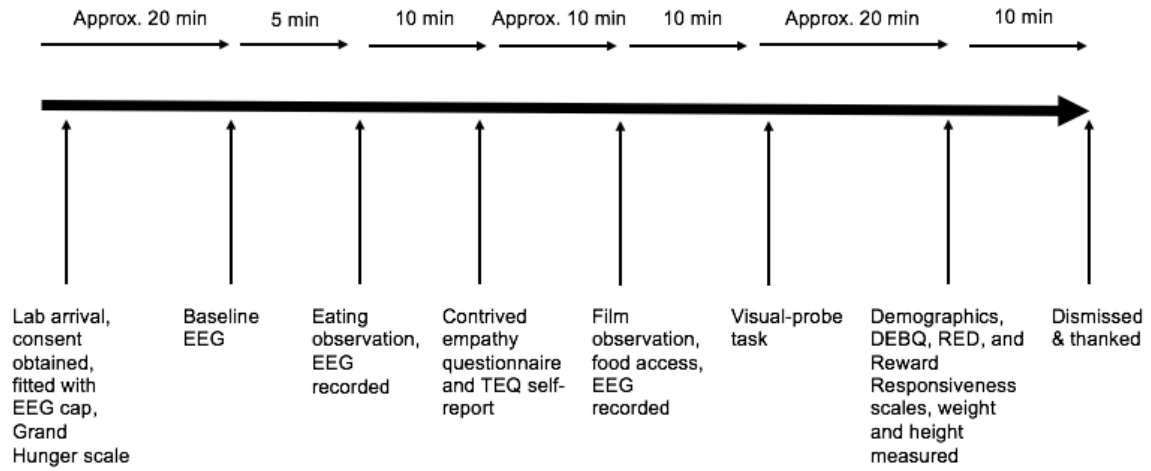 Approx. 20 min
5 min
10 min
Approx. 10 min
10 min
Approx. 20 min
10 min
Lab arrival,
consent
obtained,
fitted with
EEG cap,
Grand
Hunger scale
Baseline
EEG
Eating
observation,
EEG
recorded
Contrived
empathy
questionnaire
and TEQ self-
report
Film
observation,
food access,
EEG
recorded
Visual-probe
task
Demographics,
DEBQ, RED, and
Reward
Responsiveness
scales, weight
and height
measured
Dismissed
& thanked